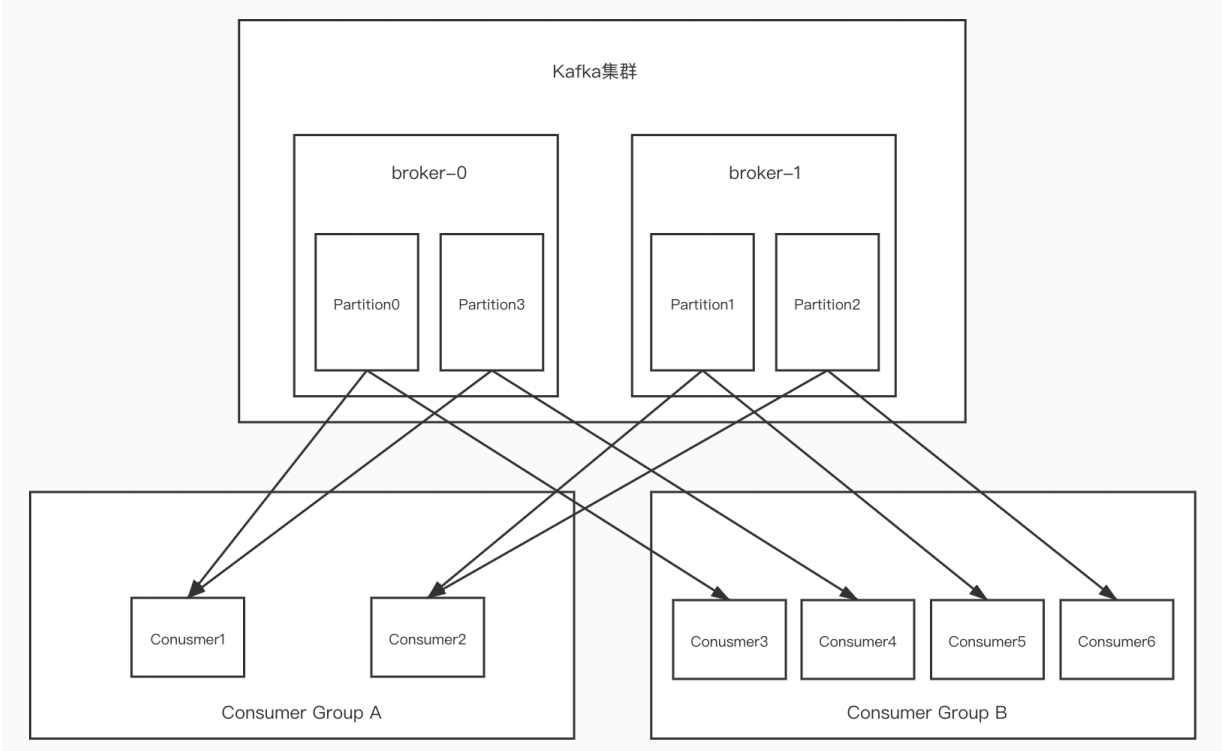 Kafka集群
broker-0
broker-1
Partition0
Partition3
Partition1
Partition2
Conusmer1
Consumer2
Conusmer3
Consumer4
Consumer5
Consumer6
Consumer Group A
Consumer Group B